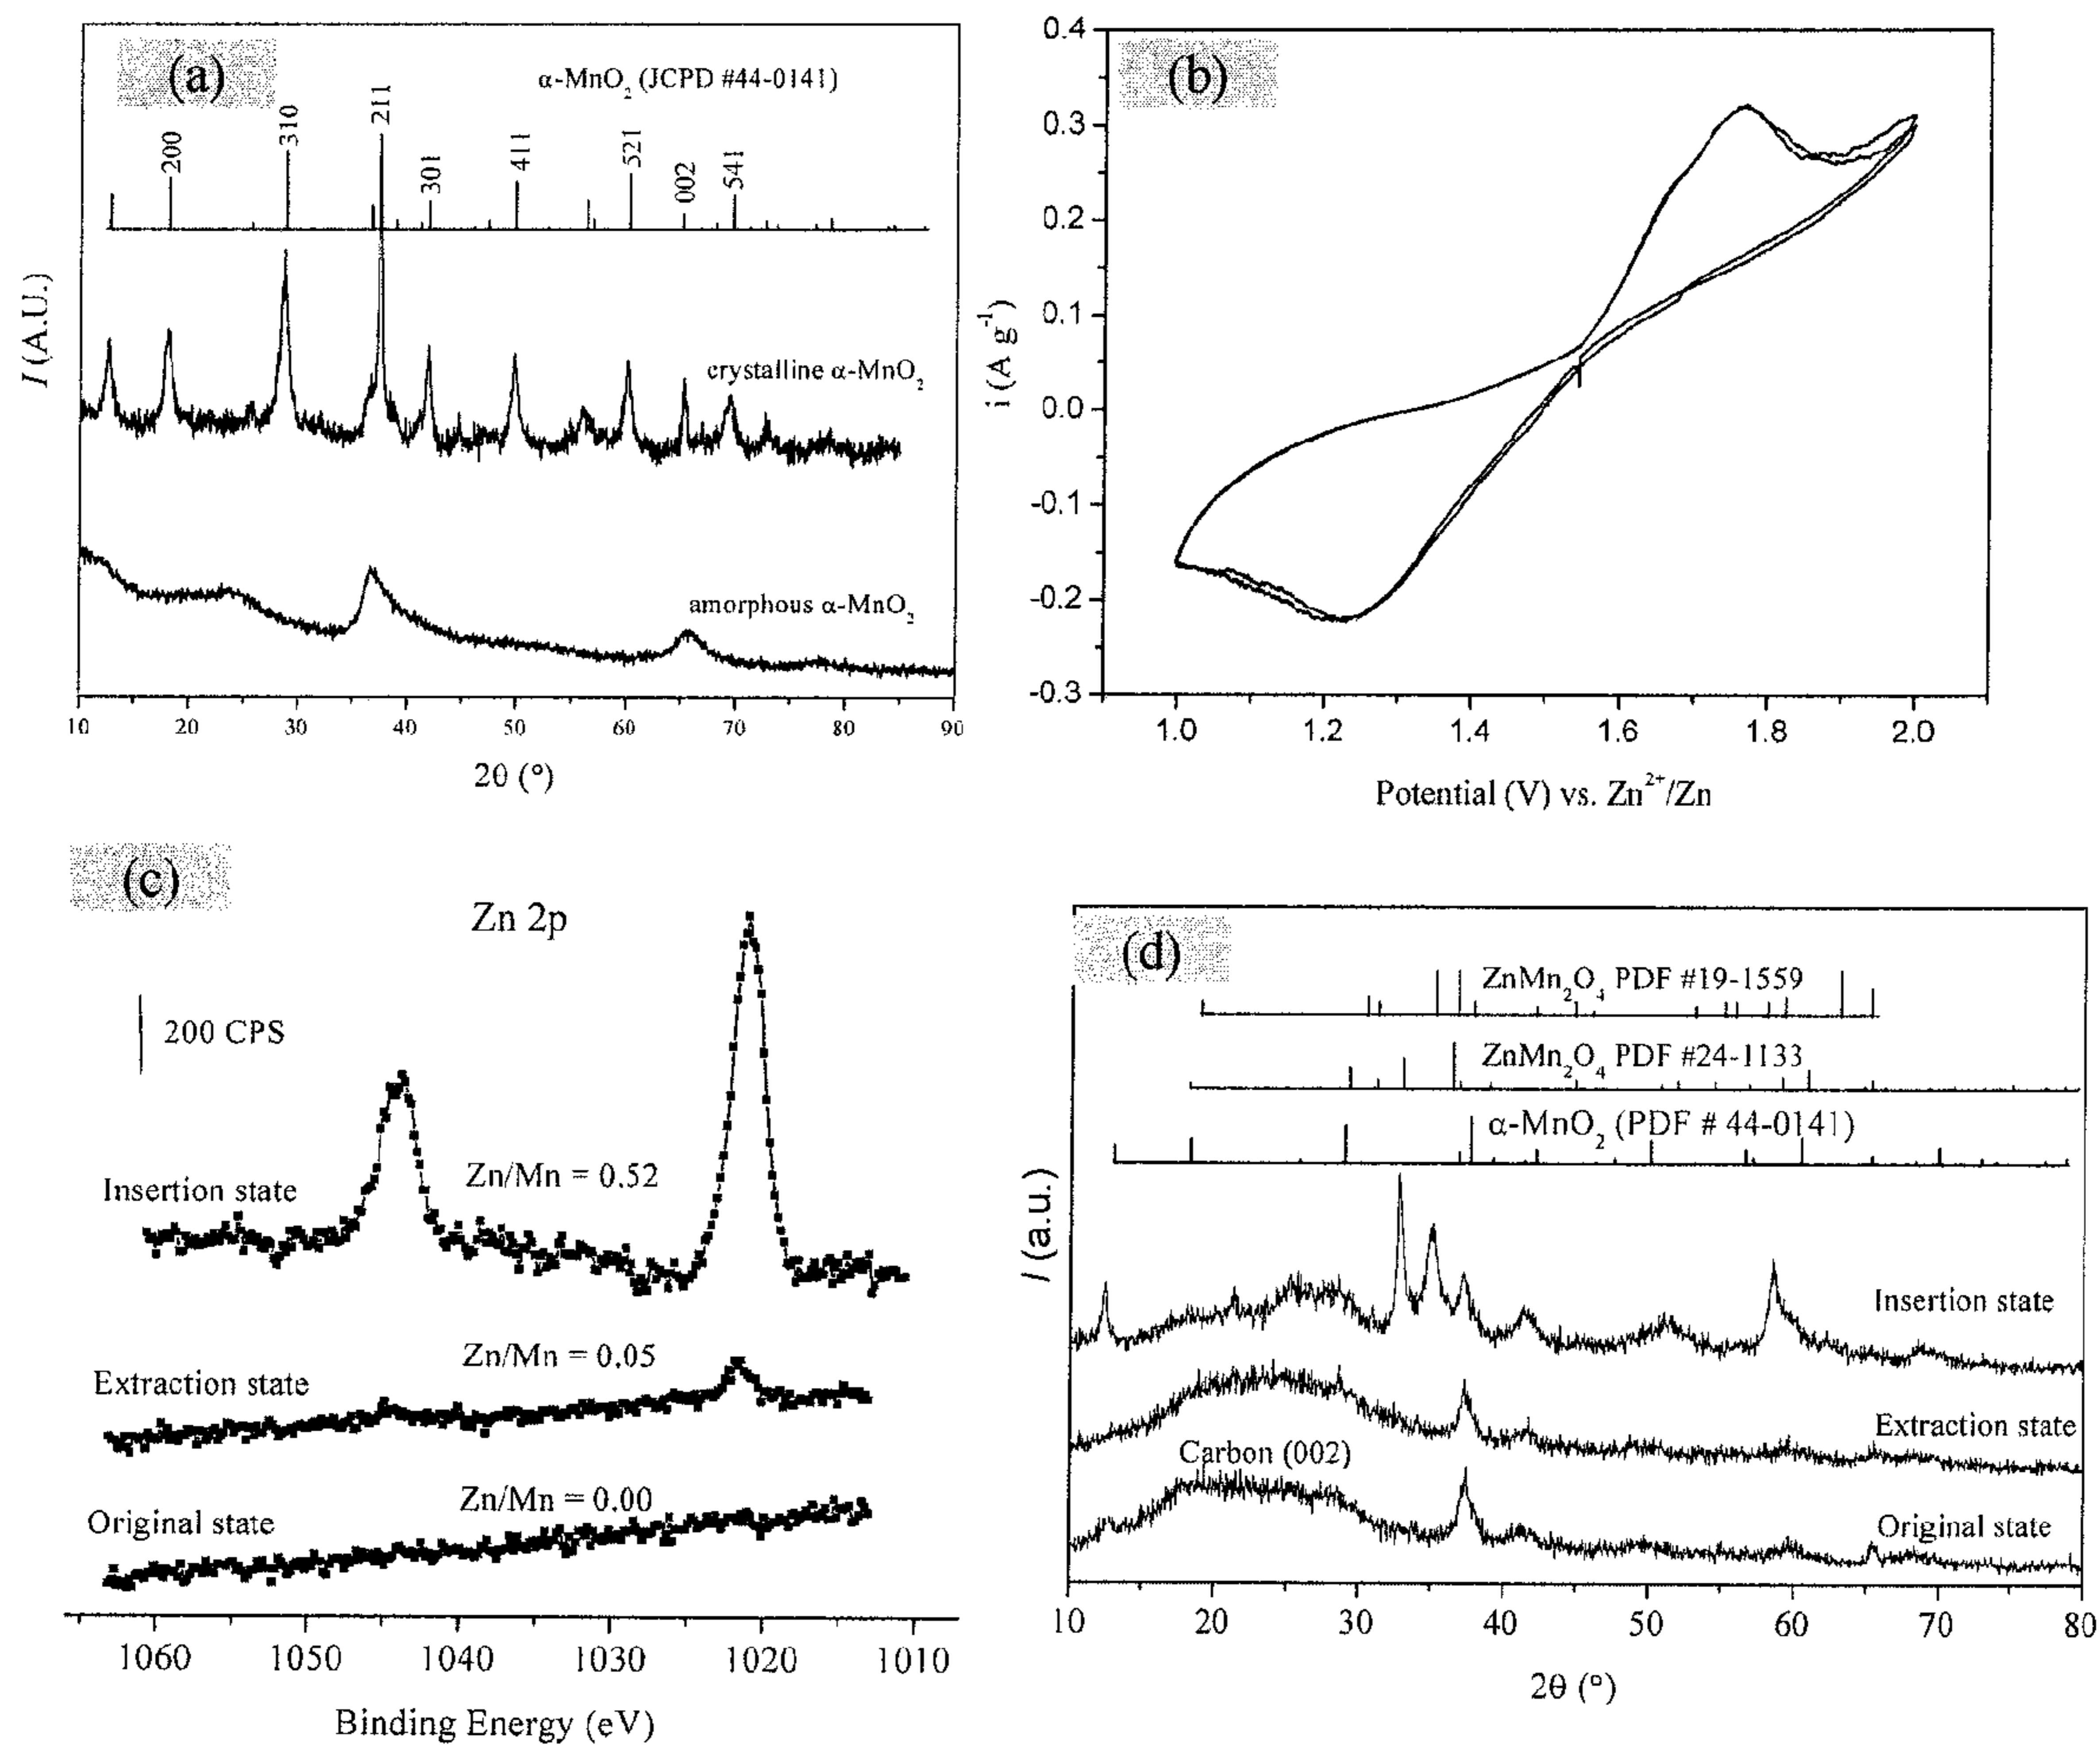 (a)
α-MnO₂ (JCPD #44-0141)
200
310
211
301
411
521
002
541
crystalline α-MnO₂
amorphous α-MnO₂
I (A.U.)
10 20 30 40 50 60 70 80 90
2θ (°)
(b)
0.4
0.3
0.2
0.1
0.0
-0.1
-0.2
-0.3
i (A g⁻¹)
1.0 1.2 1.4 1.6 1.8 2.0
Potential (V) vs. Zn²⁺/Zn
(c)
Zn 2p
200 CPS
Zn/Mn = 0.52
Insertion state
Zn/Mn = 0.05
Extraction state
Zn/Mn = 0.00
Original state
1060 1050 1040 1030 1020 1010
Binding Energy (eV)
(d)
ZnMn₂O₄ PDF #19-1559
ZnMn₂O₄ PDF #24-1133
α-MnO₂ (PDF # 44-0141)
I (a.u.)
Insertion state
Extraction state
Carbon (002)
Original state
10 20 30 40 50 60 70 80
2θ (°)